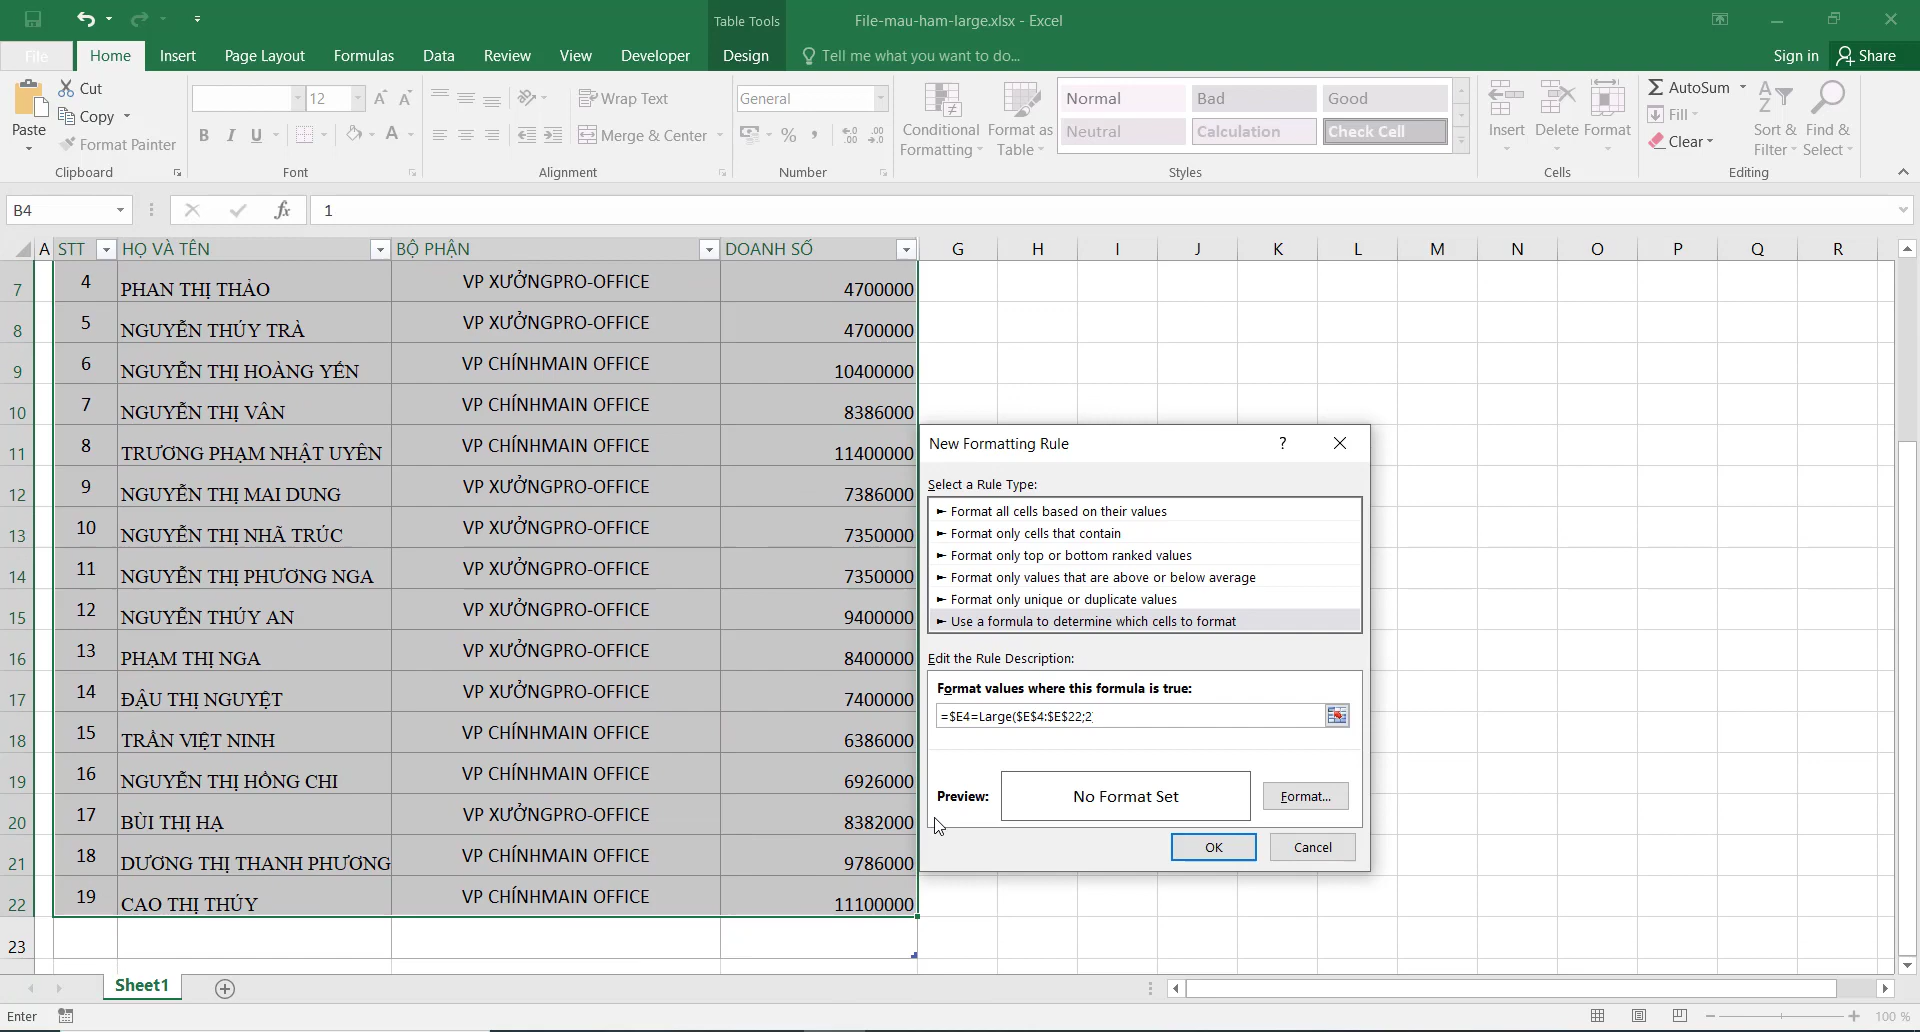 Table Tools
File-mau-ham-large.xlsx - Excel
File
Home
Insert
Page Layout
Formulas
Data
Review
View
Developer
Design
Tell me what you want to do...
Sign in
Share
Paste
Cut
Copy
Format Painter
Clipboard
12
B I U
Font
Wrap Text
Merge & Center
Alignment
General
Number
Conditional Formatting
Format as Table
Normal
Bad
Good
Neutral
Calculation
Check Cell
Styles
Insert
Delete
Format
Cells
AutoSum
Fill
Clear
Sort & Filter
Find & Select
Editing
B4
fx
1
A STT HỌ VÀ TÊN BỘ PHẬN DOANH SỐ G H I J K L M N O P Q R
7 4 PHAN THỊ THẢO VP XƯỞNGPRO-OFFICE 4700000
8 5 NGUYỄN THÚY TRÀ VP XƯỞNGPRO-OFFICE 4700000
9 6 NGUYỄN THỊ HOÀNG YẾN VP CHÍNHMAIN OFFICE 10400000
10 7 NGUYỄN THỊ VÂN VP CHÍNHMAIN OFFICE 8386000
11 8 TRƯƠNG PHẠM NHẬT UYÊN VP CHÍNHMAIN OFFICE 11400000
12 9 NGUYỄN THỊ MAI DUNG VP XƯỞNGPRO-OFFICE 7386000
13 10 NGUYỄN THỊ NHÃ TRÚC VP XƯỞNGPRO-OFFICE 7350000
14 11 NGUYỄN THỊ PHƯƠNG NGA VP XƯỞNGPRO-OFFICE 7350000
15 12 NGUYỄN THÚY AN VP XƯỞNGPRO-OFFICE 9400000
16 13 PHẠM THỊ NGA VP XƯỞNGPRO-OFFICE 8400000
17 14 ĐẬU THỊ NGUYỆT VP XƯỞNGPRO-OFFICE 7400000
18 15 TRẦN VIỆT NINH VP CHÍNHMAIN OFFICE 6386000
19 16 NGUYỄN THỊ HỒNG CHI VP CHÍNHMAIN OFFICE 6926000
20 17 BÙI THỊ HẠ VP XƯỞNGPRO-OFFICE 8382000
21 18 DƯƠNG THỊ THANH PHƯƠNG VP CHÍNHMAIN OFFICE 9786000
22 19 CAO THỊ THÚY VP CHÍNHMAIN OFFICE 11100000
23
New Formatting Rule
?
Select a Rule Type:
► Format all cells based on their values
► Format only cells that contain
► Format only top or bottom ranked values
► Format only values that are above or below average
► Format only unique or duplicate values
► Use a formula to determine which cells to format
Edit the Rule Description:
Format values where this formula is true:
=$E4=Large($E$4:$E$22;2
Preview:
No Format Set
Format...
OK
Cancel
Sheet1
Enter
100 %